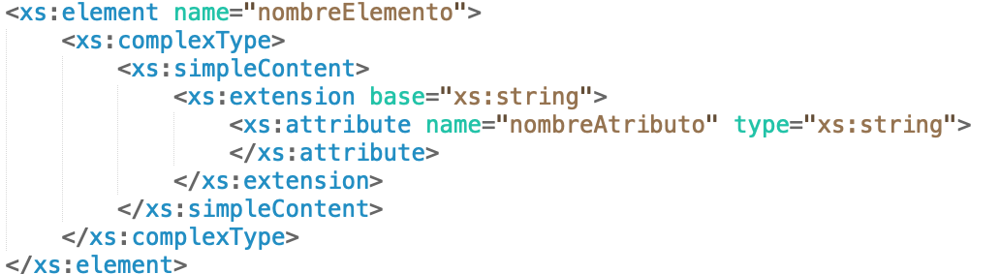 <xs:element name="nombreElemento">
    <xs:complexType>
        <xs:simpleContent>
            <xs:extension base="xs:string">
                <xs:attribute name="nombreAtributo" type="xs:string">
                </xs:attribute>
            </xs:extension>
        </xs:simpleContent>
    </xs:complexType>
</xs:element>